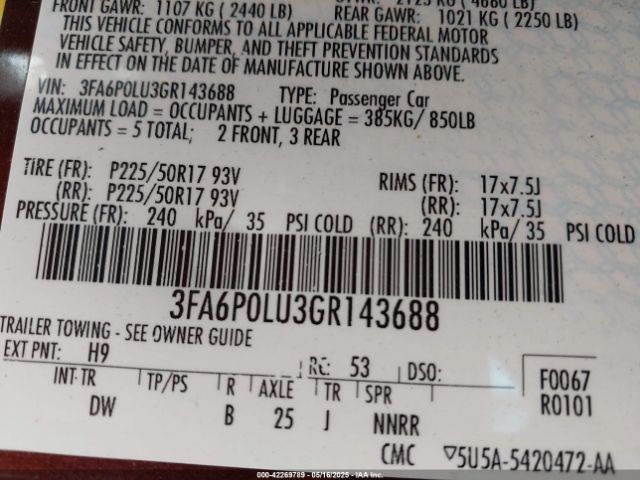 FRONT GAWR: 1107 KG ( 2440 LB) REAR GAWR: 1021 KG ( 2250 LB)
THIS VEHICLE CONFORMS TO ALL APPLICABLE FEDERAL MOTOR
VEHICLE SAFETY, BUMPER, AND THEFT PREVENTION STANDARDS
IN EFFECT ON THE DATE OF MANUFACTURE SHOWN ABOVE.
VIN: 3FA6P0LU3GR143688 TYPE: Passenger Car
MAXIMUM LOAD = OCCUPANTS + LUGGAGE = 385KG/ 850LB
OCCUPANTS = 5 TOTAL; 2 FRONT, 3 REAR
TIRE (FR): P225/50R17 93V RIMS (FR): 17x7.5J
(RR): P225/50R17 93V (RR): 17x7.5J
PRESSURE (FR): 240 kPa/ 35 PSI COLD (RR): 240 kPa/ 35 PSI COLD
3FA6P0LU3GR143688
TRAILER TOWING - SEE OWNER GUIDE
EXT PNT: H9 RC: 53 DSO: F0067
INT TR TP/PS R AXLE TR SPR R0101
DW B 25 J NNRR
CMC ▽5U5A-5420472-AA
© IAA 00-42269789 05/16/2025 IAA, Inc.